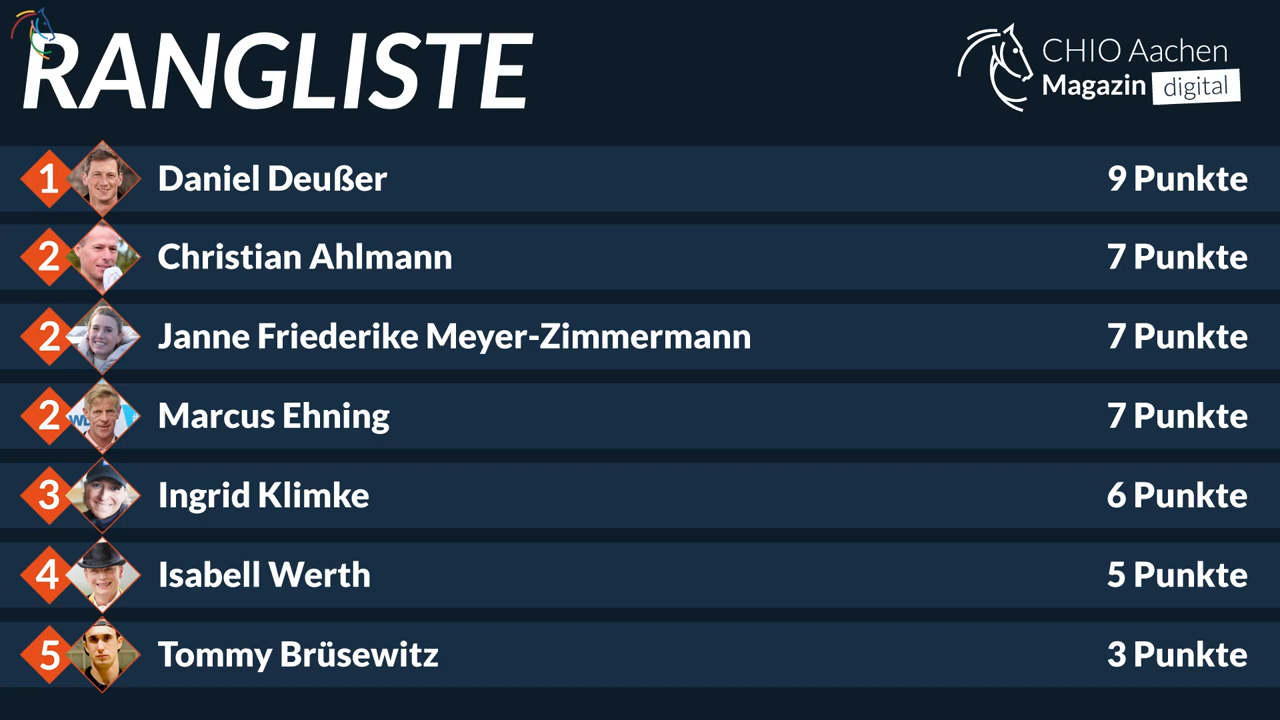 RANGLISTE
CHIO Aachen
Magazin digital
1 Daniel Deußer 9 Punkte
2 Christian Ahlmann 7 Punkte
2 Janne Friederike Meyer-Zimmermann 7 Punkte
2 Marcus Ehning 7 Punkte
3 Ingrid Klimke 6 Punkte
4 Isabell Werth 5 Punkte
5 Tommy Brüsewitz 3 Punkte